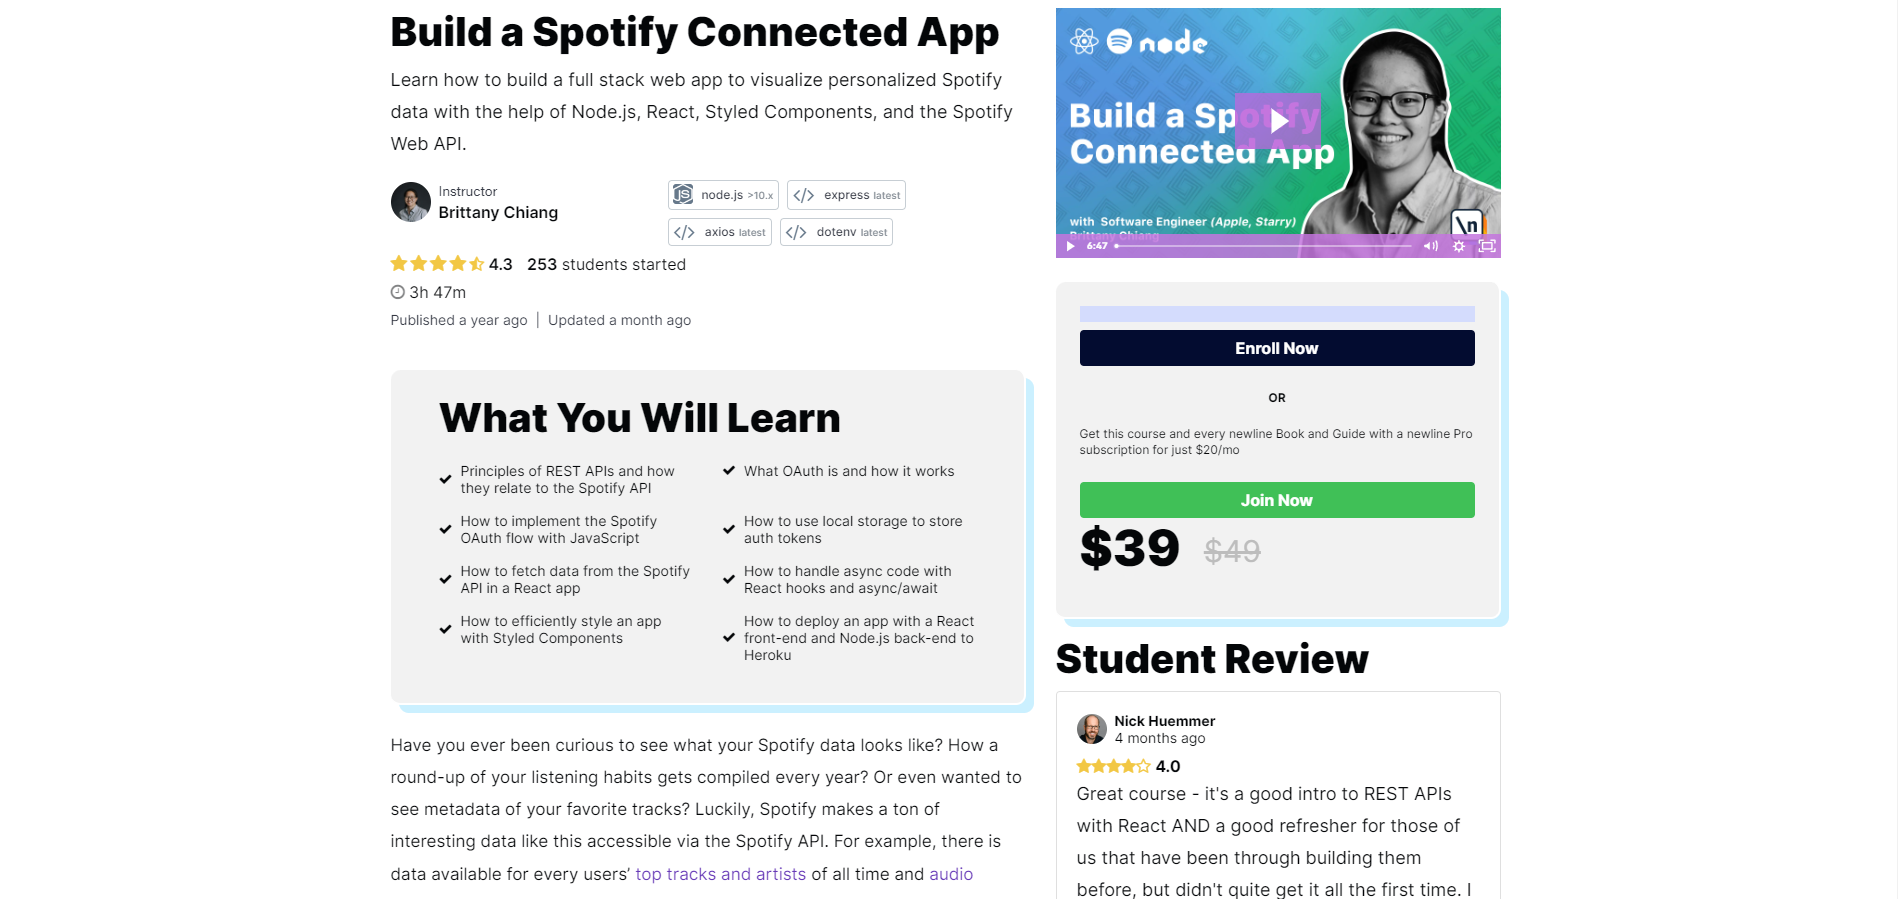 Build a Spotify Connected App
Learn how to build a full stack web app to visualize personalized Spotify
data with the help of Node.js, React, Styled Components, and the Spotify
Web API.
Instructor
Brittany Chiang
node.js >10.x
express latest
axios latest
dotenv latest
4.3 253 students started
3h 47m
Published a year ago | Updated a month ago
What You Will Learn
Principles of REST APIs and how
they relate to the Spotify API
What OAuth is and how it works
How to implement the Spotify
OAuth flow with JavaScript
How to use local storage to store
auth tokens
How to fetch data from the Spotify
API in a React app
How to handle async code with
React hooks and async/await
How to efficiently style an app
with Styled Components
How to deploy an app with a React
front-end and Node.js back-end to
Heroku
Have you ever been curious to see what your Spotify data looks like? How a
round-up of your listening habits gets compiled every year? Or even wanted to
see metadata of your favorite tracks? Luckily, Spotify makes a ton of
interesting data like this accessible via the Spotify API. For example, there is
data available for every users’ top tracks and artists of all time and audio
node
Build a Spotify
Connected App
with Software Engineer (Apple, Starry)
Brittany Chiang
\n
6:47
Enroll Now
OR
Get this course and every newline Book and Guide with a newline Pro
subscription for just $20/mo
Join Now
$39 $49
Student Review
Nick Huemmer
4 months ago
4.0
Great course - it's a good intro to REST APIs
with React AND a good refresher for those of
us that have been through building them
before, but didn't quite get it all the first time. I